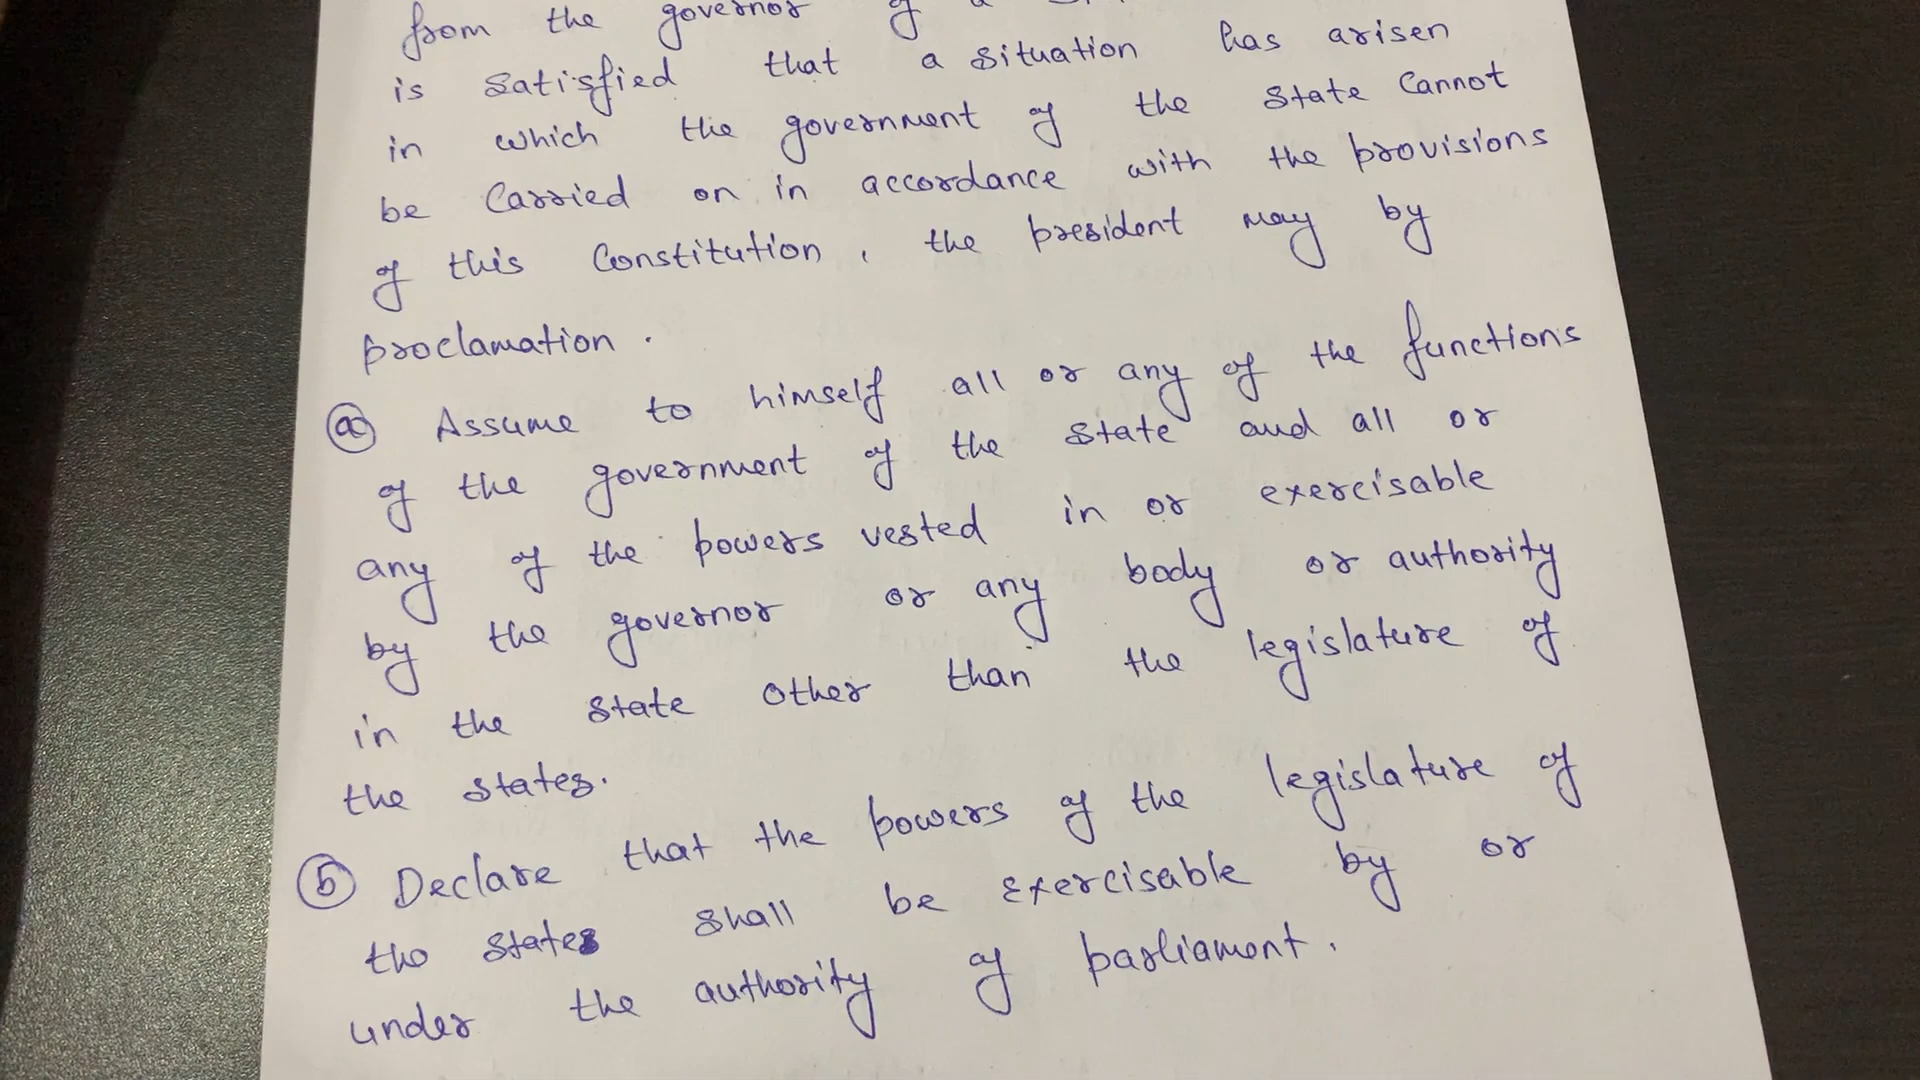 from the governor of a
is satisfied that a situation has arisen
in which the government of the state cannot
be carried on in accordance with the provisions
of this Constitution, the president may by
proclamation.
(a) Assume to himself all or any of the functions
of the government of the state and all or
any of the powers vested in or exercisable
by the governor or any body or authority
in the state other than the legislature of
the states.
(b) Declare that the powers of the legislature of
the states shall be exercisable by or
under the authority of parliament.